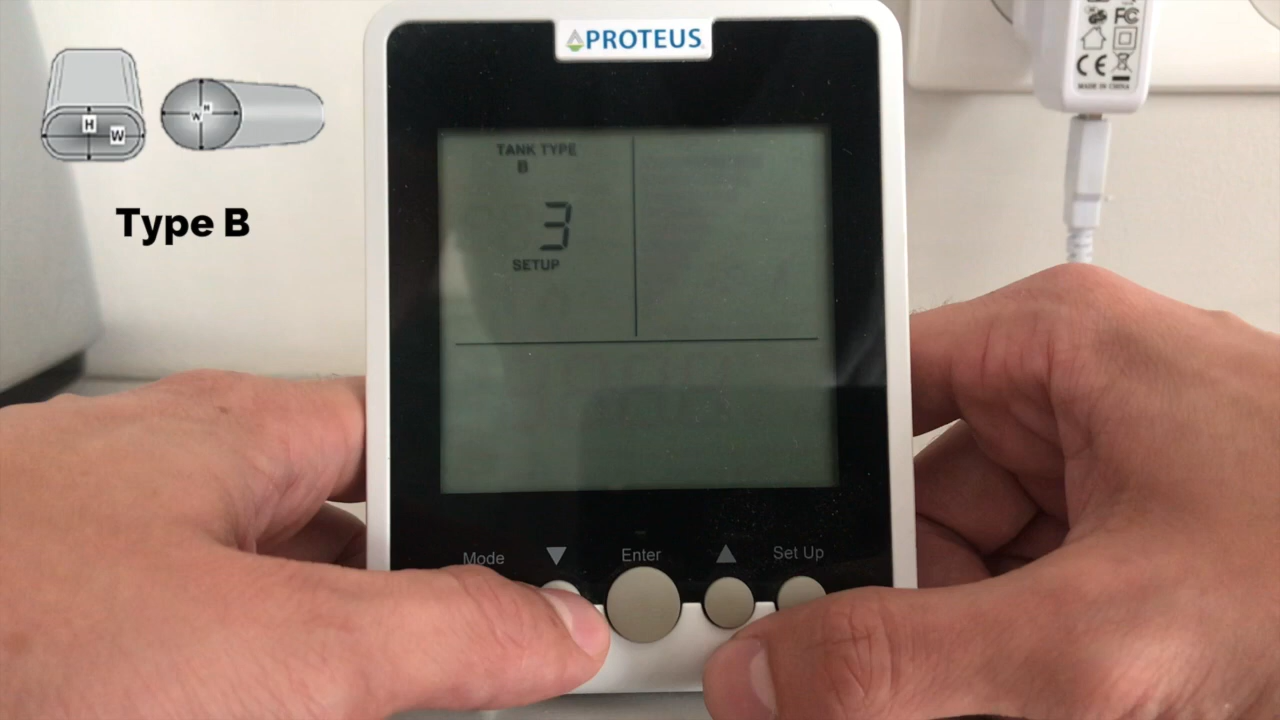 PROTEUS
FC
CE
MADE IN CHINA
H
W
H
W
Type B
TANK TYPE
B
3
SETUP
Mode
▼
Enter
▲
Set Up